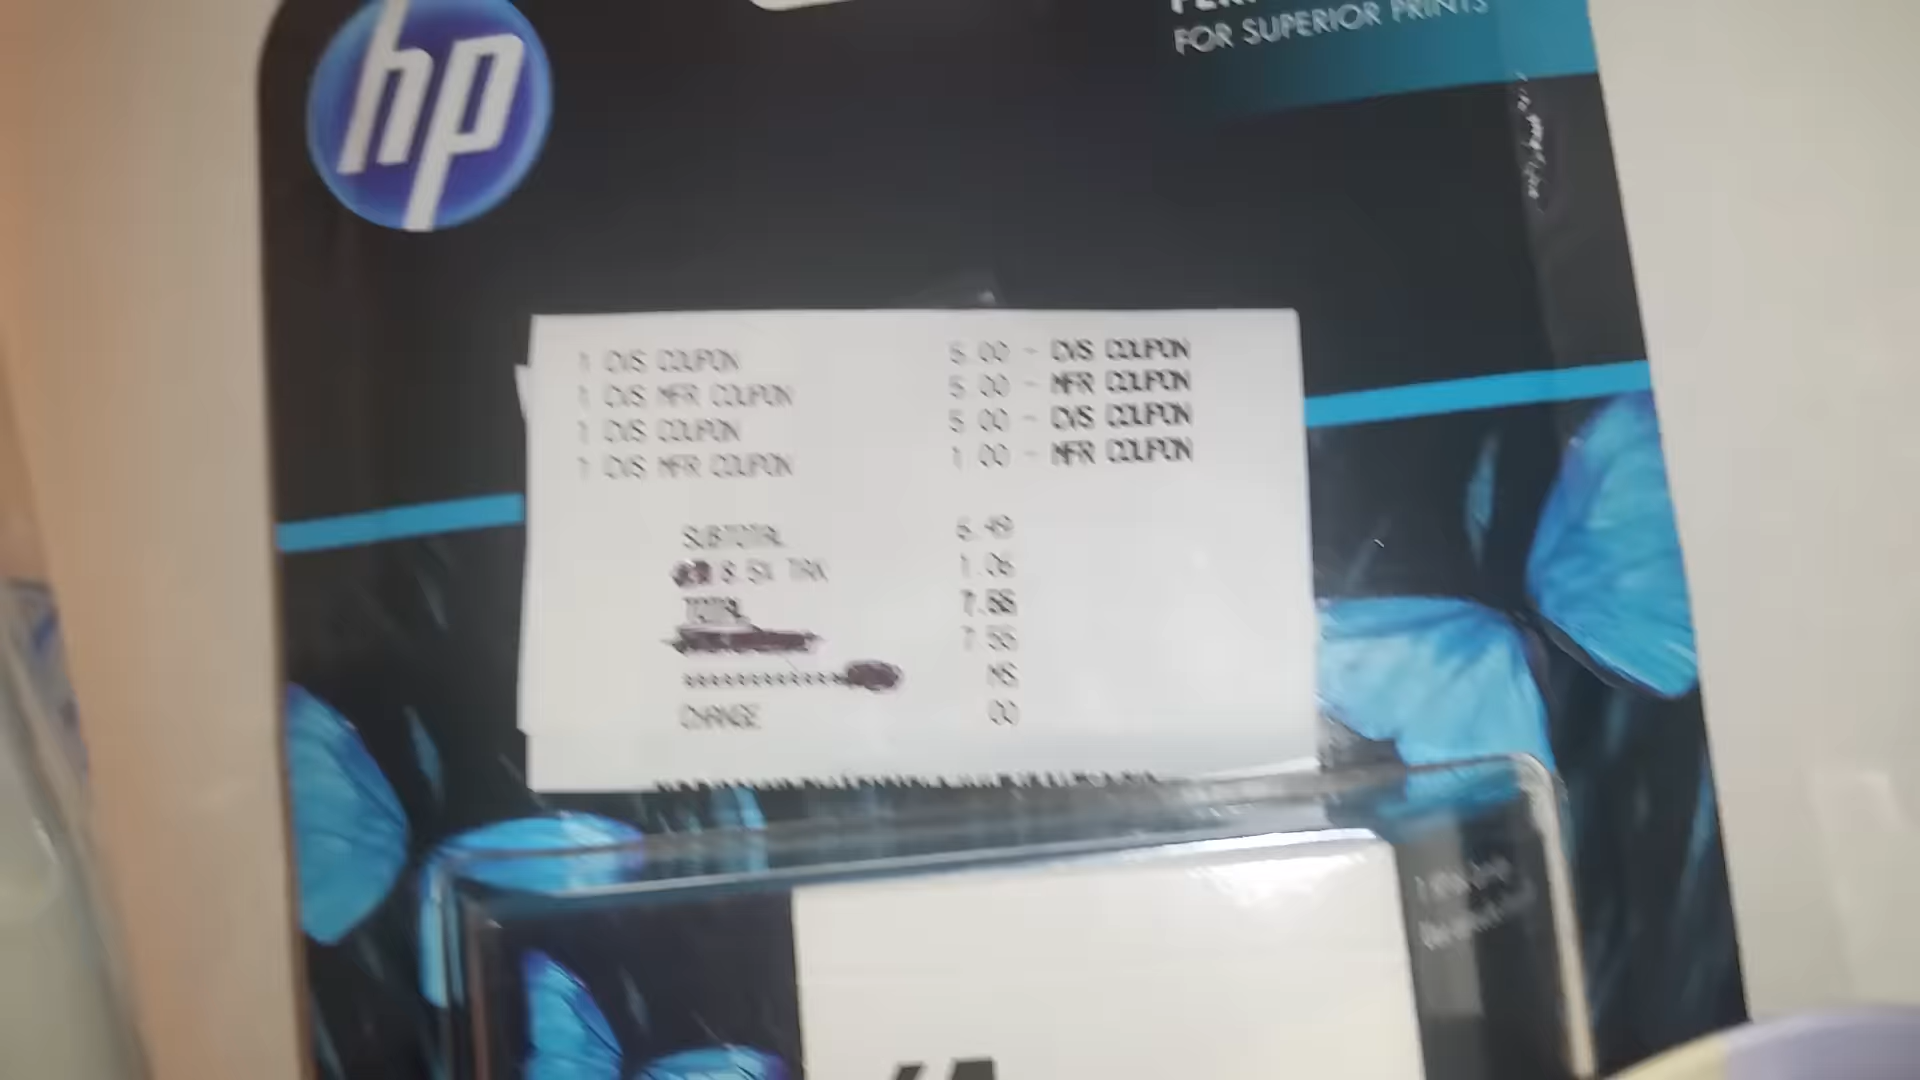 hp
FOR SUPERIOR PRINTS
1 CVS COUPON 5.00 - CVS COUPON
1 CVS MFR COUPON 5.00 - MFR COUPON
1 CVS COUPON 5.00 - CVS COUPON
1 CVS MFR COUPON 1.00 - MFR COUPON
SUBTOTAL 6.49
8.5% TAX 1.06
TOTAL 7.55
7.55
MS
CHANGE .00